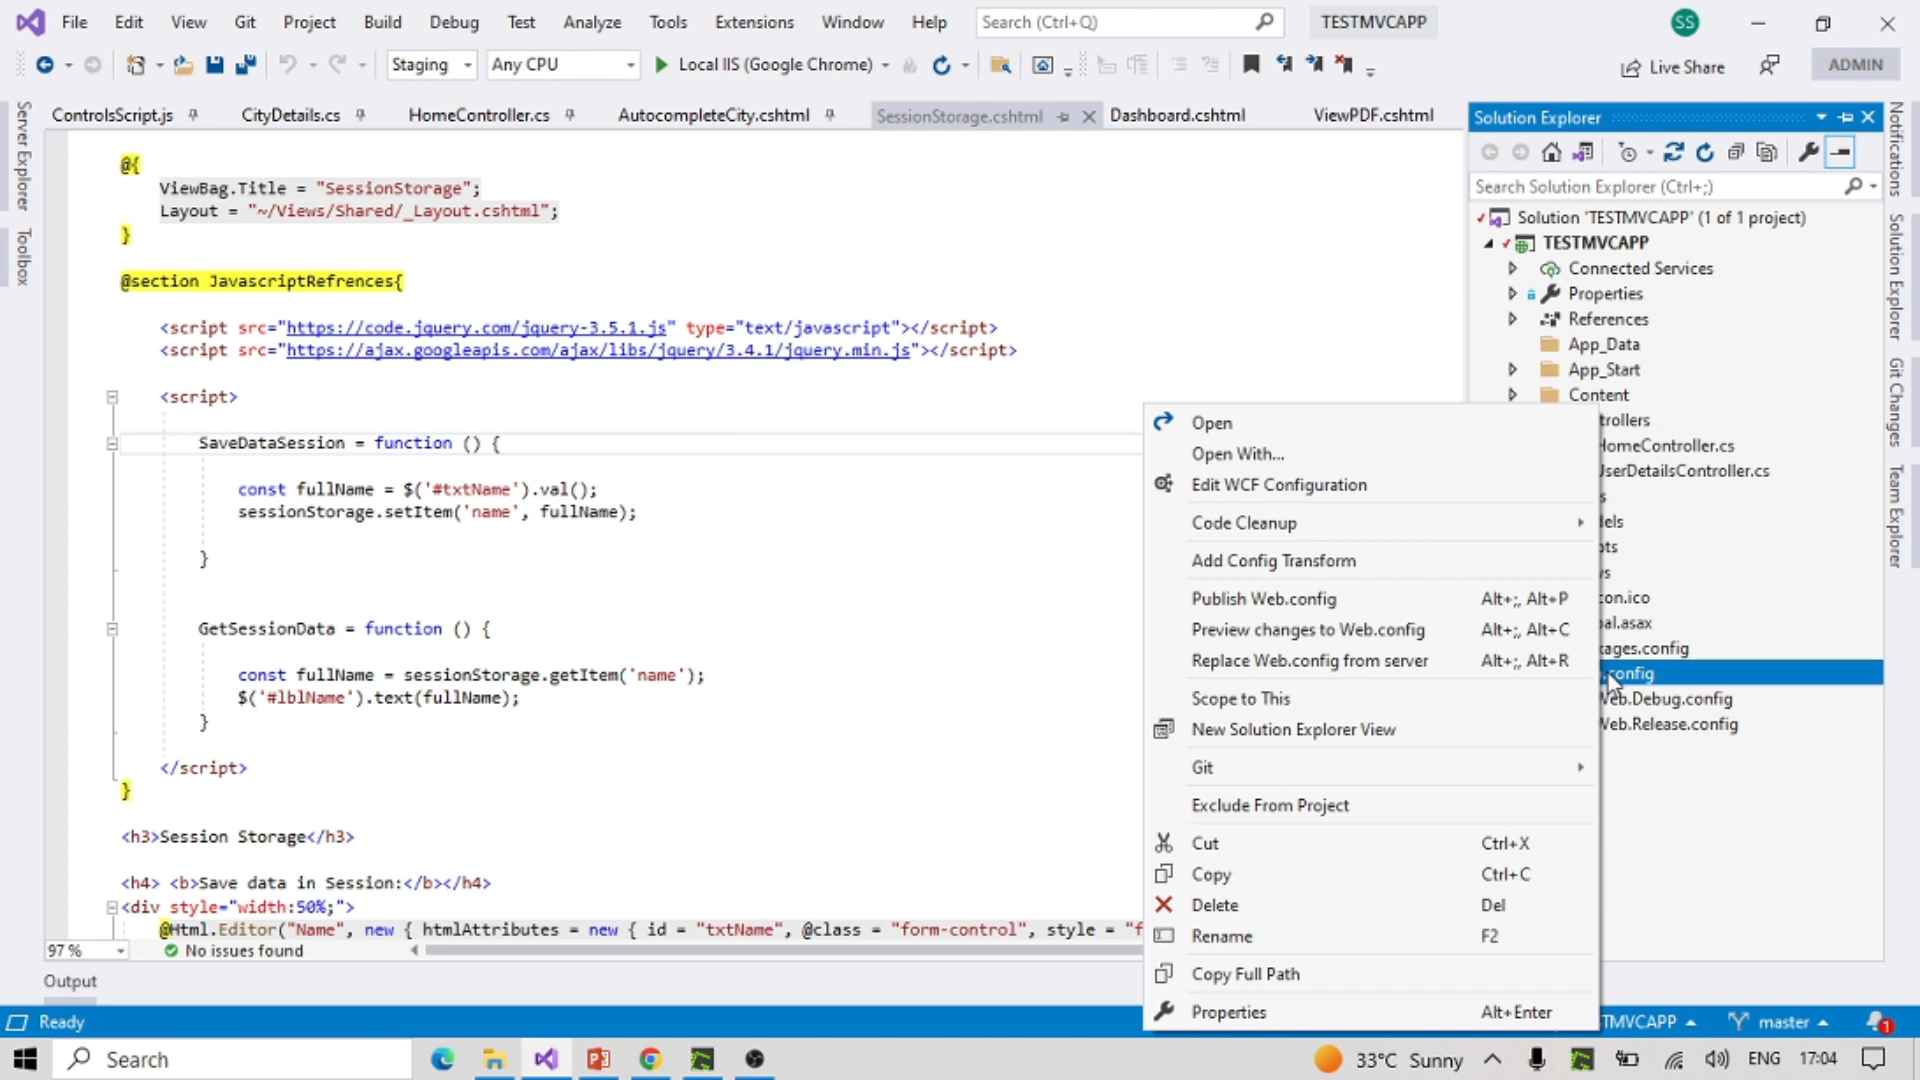 File Edit View Git Project Build Debug Test Analyze Tools Extensions Window Help Search (Ctrl+Q) TESTMVCAPP SS
Staging Any CPU Local IIS (Google Chrome) Live Share ADMIN
ControlsScript.js CityDetails.cs HomeController.cs AutocompleteCity.cshtml SessionStorage.cshtml Dashboard.cshtml ViewPDF.cshtml
Server Explorer
Toolbox
@{
ViewBag.Title = "SessionStorage";
Layout = "~/Views/Shared/_Layout.cshtml";
}
@section JavascriptRefrences{
<script src="https://code.jquery.com/jquery-3.5.1.js" type="text/javascript"></script>
<script src="https://ajax.googleapis.com/ajax/libs/jquery/3.4.1/jquery.min.js"></script>
<script>
SaveDataSession = function () {
const fullName = $('#txtName').val();
sessionStorage.setItem('name', fullName);
}
GetSessionData = function () {
const fullName = sessionStorage.getItem('name');
$('#lblName').text(fullName);
}
</script>
}
<h3>Session Storage</h3>
<h4> <b>Save data in Session:</b></h4>
<div style="width:50%;">
@Html.Editor("Name", new { htmlAttributes = new { id = "txtName", @class = "form-control", style = "f
97 % No issues found
Output
Open
Open With...
Edit WCF Configuration
Code Cleanup
Add Config Transform
Publish Web.config Alt+;, Alt+P
Preview changes to Web.config Alt+;, Alt+C
Replace Web.config from server Alt+;, Alt+R
Scope to This
New Solution Explorer View
Git
Exclude From Project
Cut Ctrl+X
Copy Ctrl+C
Delete Del
Rename F2
Copy Full Path
Properties Alt+Enter
Solution Explorer
Search Solution Explorer (Ctrl+;)
Solution 'TESTMVCAPP' (1 of 1 project)
TESTMVCAPP
Connected Services
Properties
References
App_Data
App_Start
Content
trollers
HomeController.cs
UserDetailsController.cs
s
dels
pts
ws
con.ico
bal.asax
kages.config
.config
Web.Debug.config
Web.Release.config
Notifications
Solution Explorer
Git Changes
Team Explorer
Ready TMVCAPP master 1
Search 33°C Sunny ENG 17:04